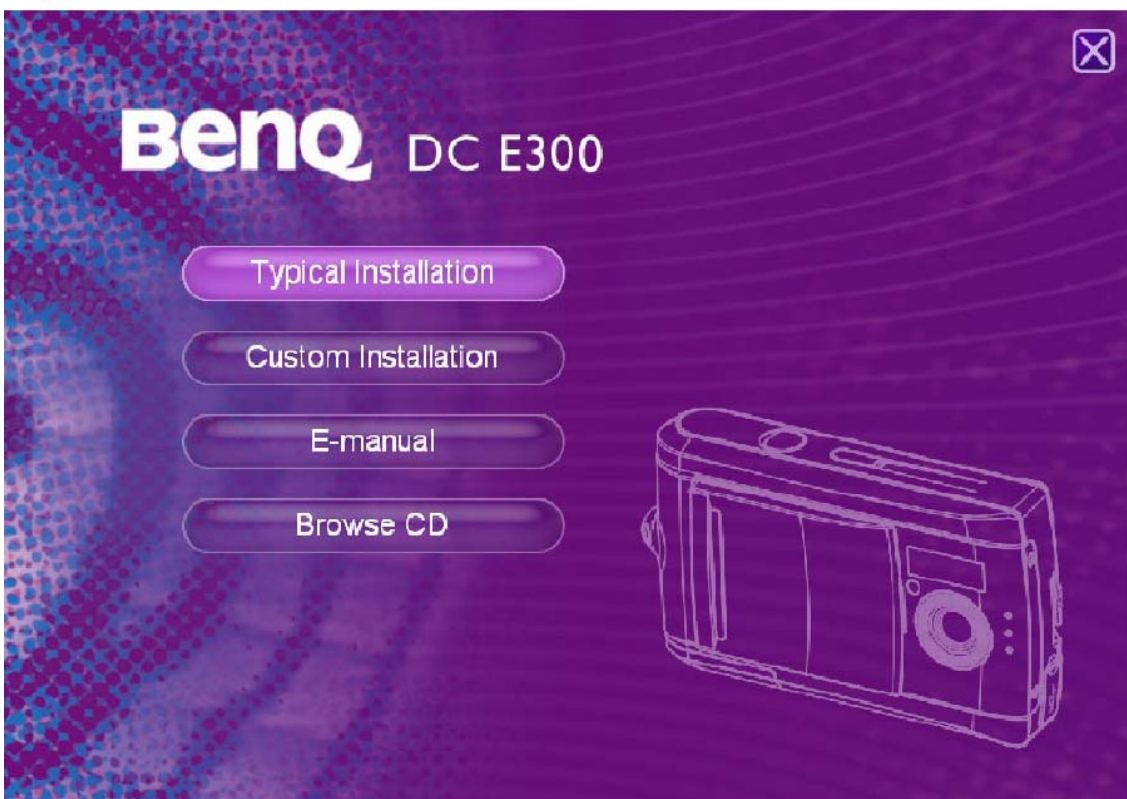 BenQ DC E300
Typical Installation
Custom Installation
E-manual
Browse CD